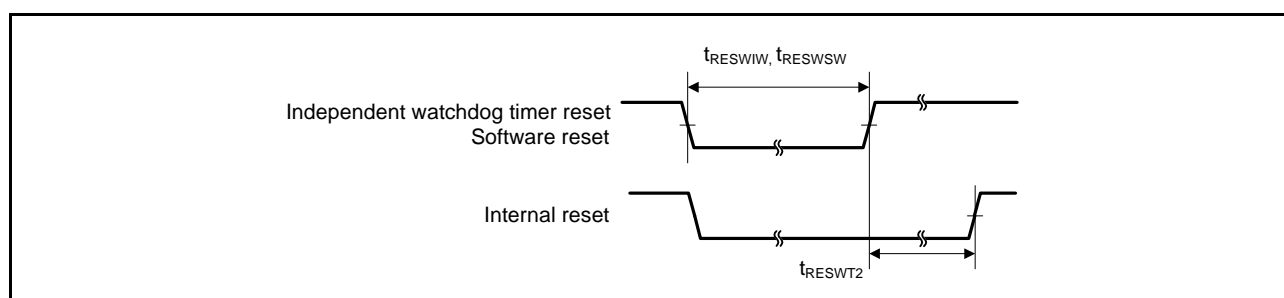 tRESWIW, tRESWSW
Independent watchdog timer reset
Software reset
Internal reset
tRESWT2